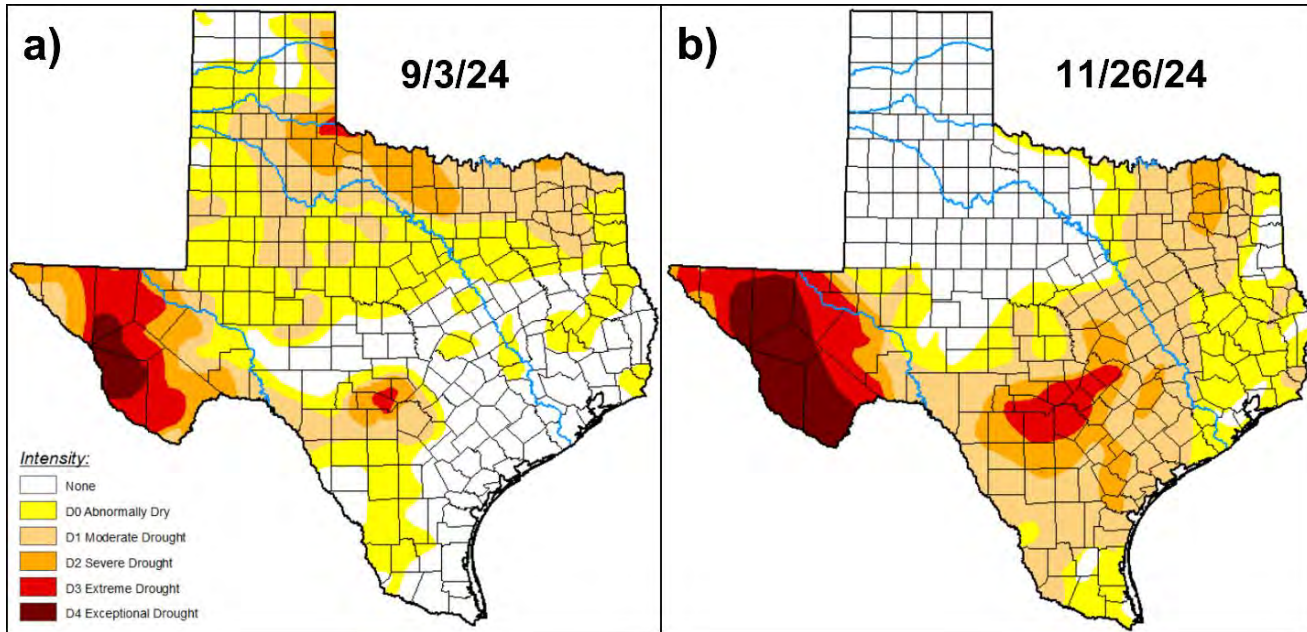 a)
9/3/24
Intensity:
None
D0 Abnormally Dry
D1 Moderate Drought
D2 Severe Drought
D3 Extreme Drought
D4 Exceptional Drought
b)
11/26/24